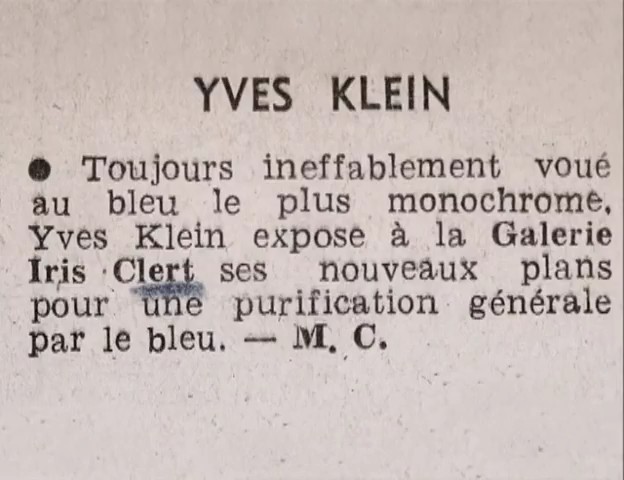 YVES KLEIN
● Toujours ineffablement voué
au bleu le plus monochrome,
Yves Klein expose à la Galerie
Iris Clert ses nouveaux plans
pour une purification générale
par le bleu. — M. C.